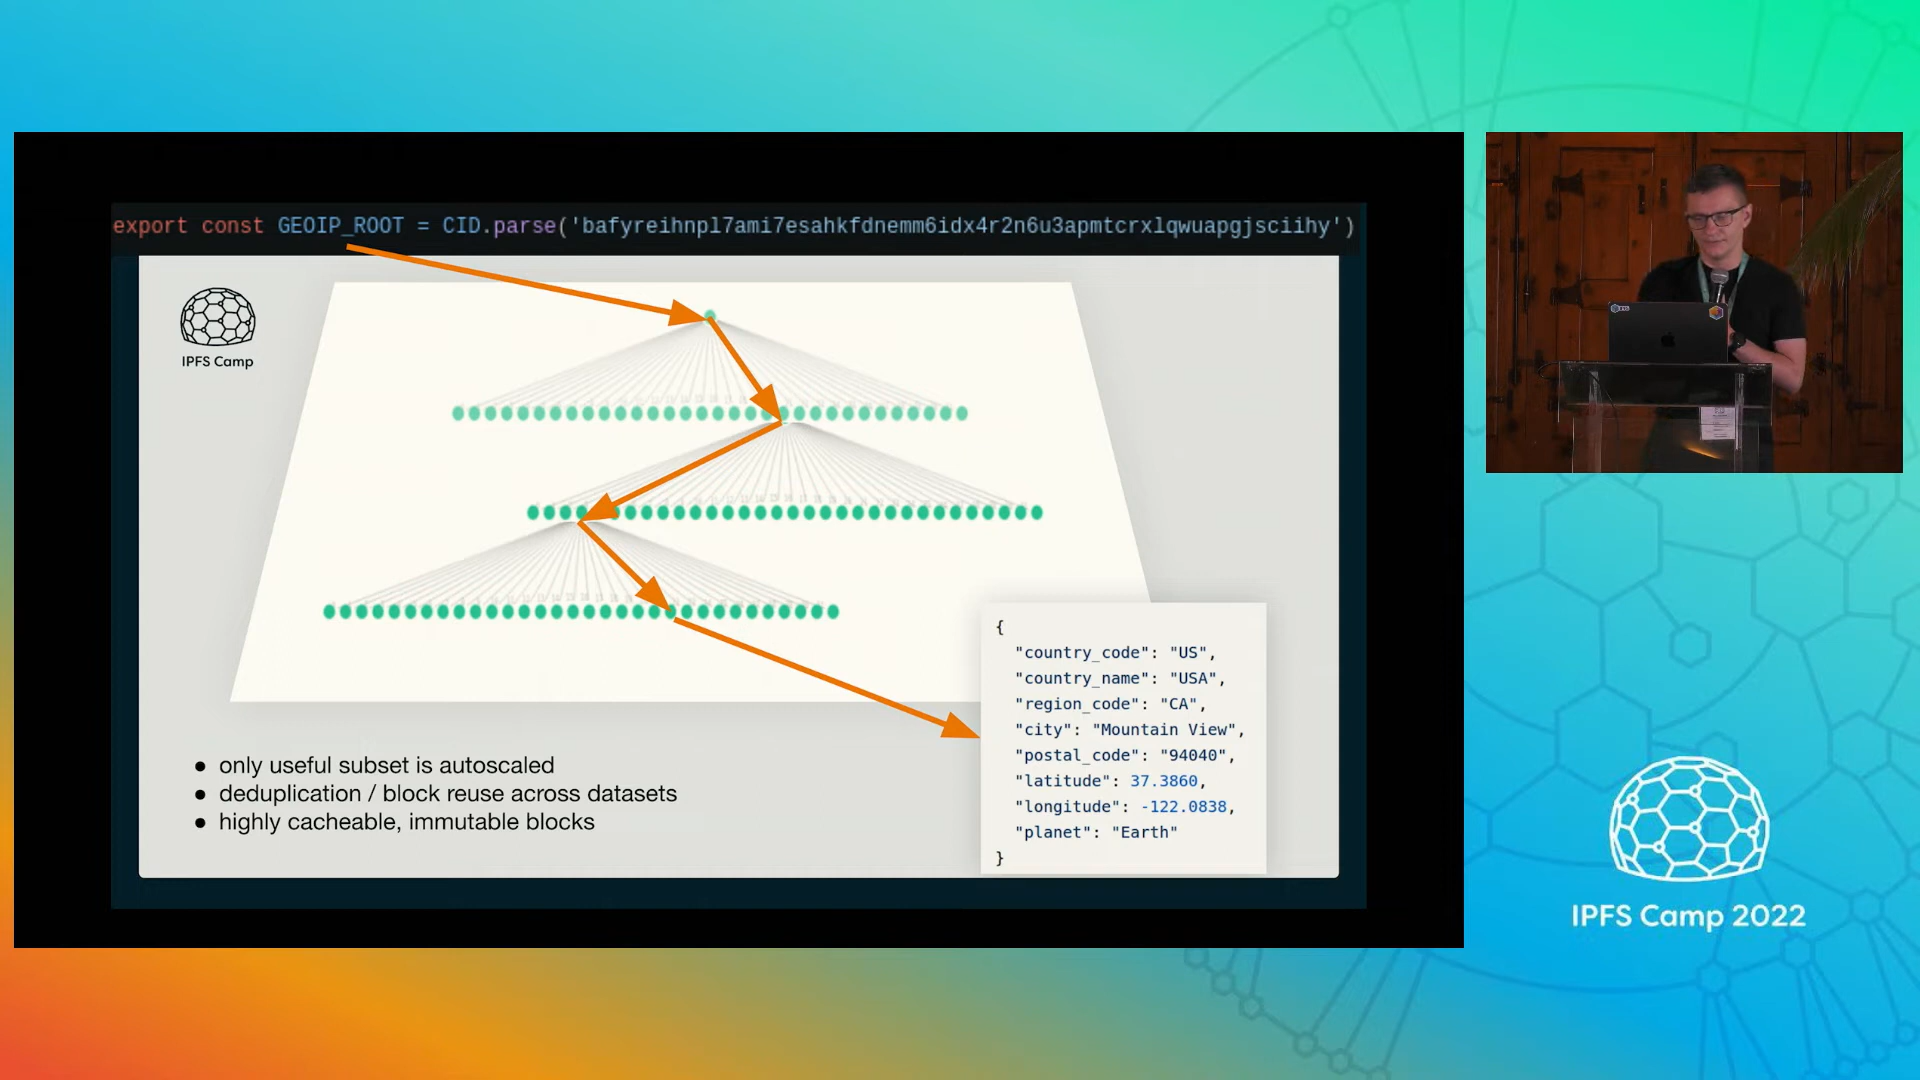 export const GEOIP_ROOT = CID.parse('bafyreihnpl7ami7esahkfdnemm6idx4r2n6u3apmtcrxlqwuapgjsciihy')
IPFS Camp
{
"country_code": "US",
"country_name": "USA",
"region_code": "CA",
"city": "Mountain View",
"postal_code": "94040",
"latitude": 37.3860,
"longitude": -122.0838,
"planet": "Earth"
}
● only useful subset is autoscaled
● deduplication / block reuse across datasets
● highly cacheable, immutable blocks
IPFS Camp 2022